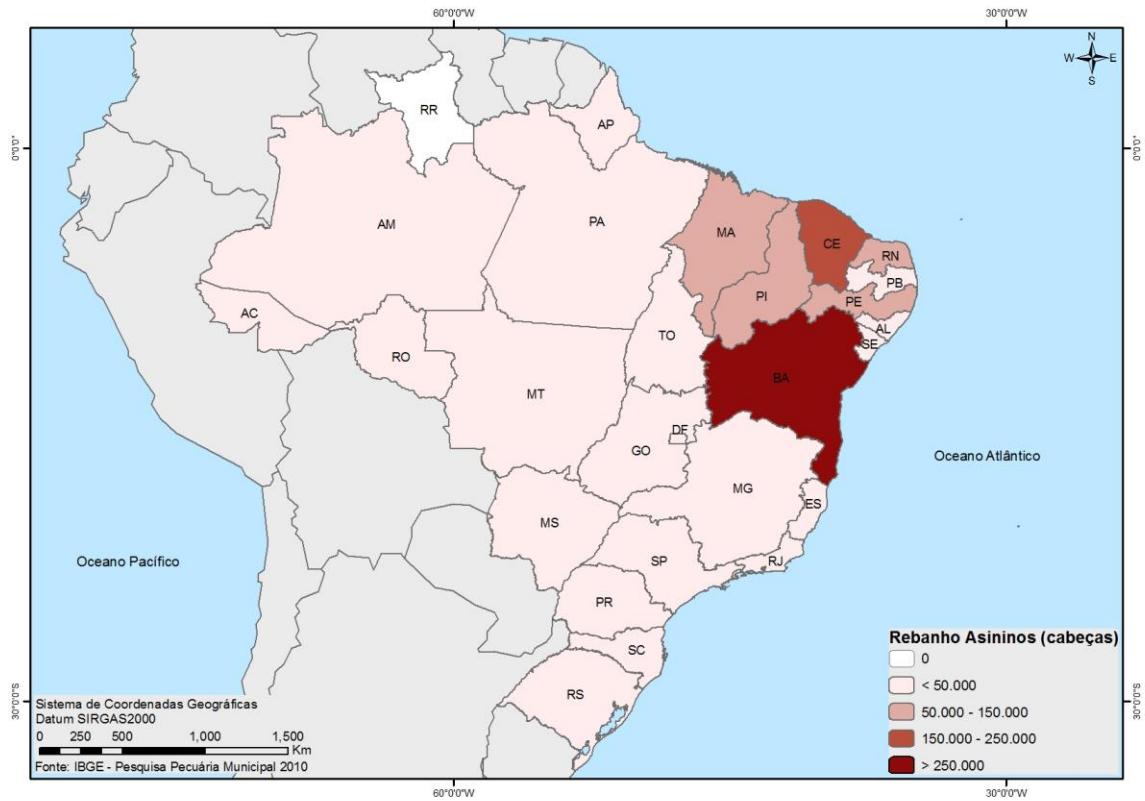 60°0'0"W
30°0'0"W
N
W
E
S
RR
AP
0°0'0"
0°0'0"
AM
PA
MA
CE
RN
PB
PI
PE
AC
TO
AL
SE
RO
BA
MT
DF
GO
Oceano Atlântico
MG
ES
MS
Oceano Pacífico
SP
RJ
PR
SC
RS
Rebanho Asininos (cabeças)
0
< 50.000
50.000 - 150.000
150.000 - 250.000
> 250.000
30°0'0"S
30°0'0"S
Sistema de Coordenadas Geográficas
Datum SIRGAS2000
0 250 500 1,000 1,500
Km
Fonte: IBGE - Pesquisa Pecuária Municipal 2010
60°0'0"W
30°0'0"W